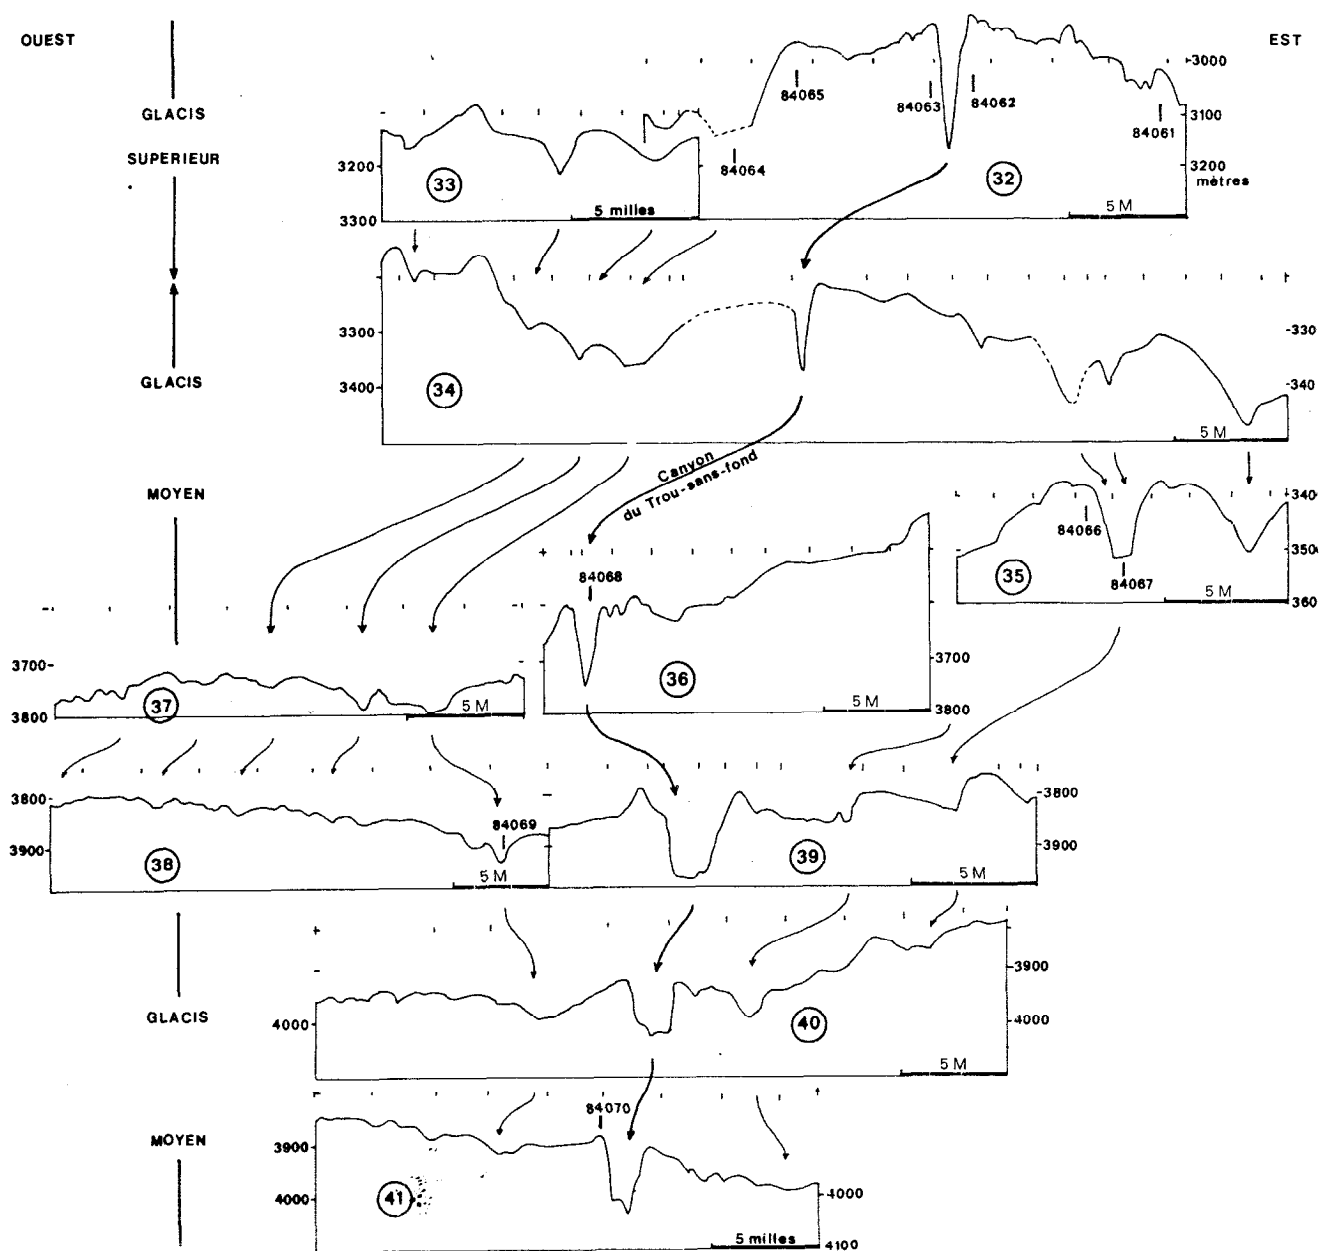 OUEST
EST
GLACIS
SUPERIEUR
-3000
84065
84063
84062
3100
84061
84064
3200
mètres
3200
33
32
5 milles
5 M
3300
3300
3400
-330
-340
GLACIS
34
5 M
Canyon
du Trou-sans-fond
MOYEN
340
84066
350
84067
35
5 M
360
84068
36
3700
5 M
3800
3700
3800
37
5 M
3800
3900
84069
38
5 M
39
3800
3900
5 M
GLACIS
4000
40
3900
4000
5 M
MOYEN
84070
3900
4000
41
4000
5 milles
4100